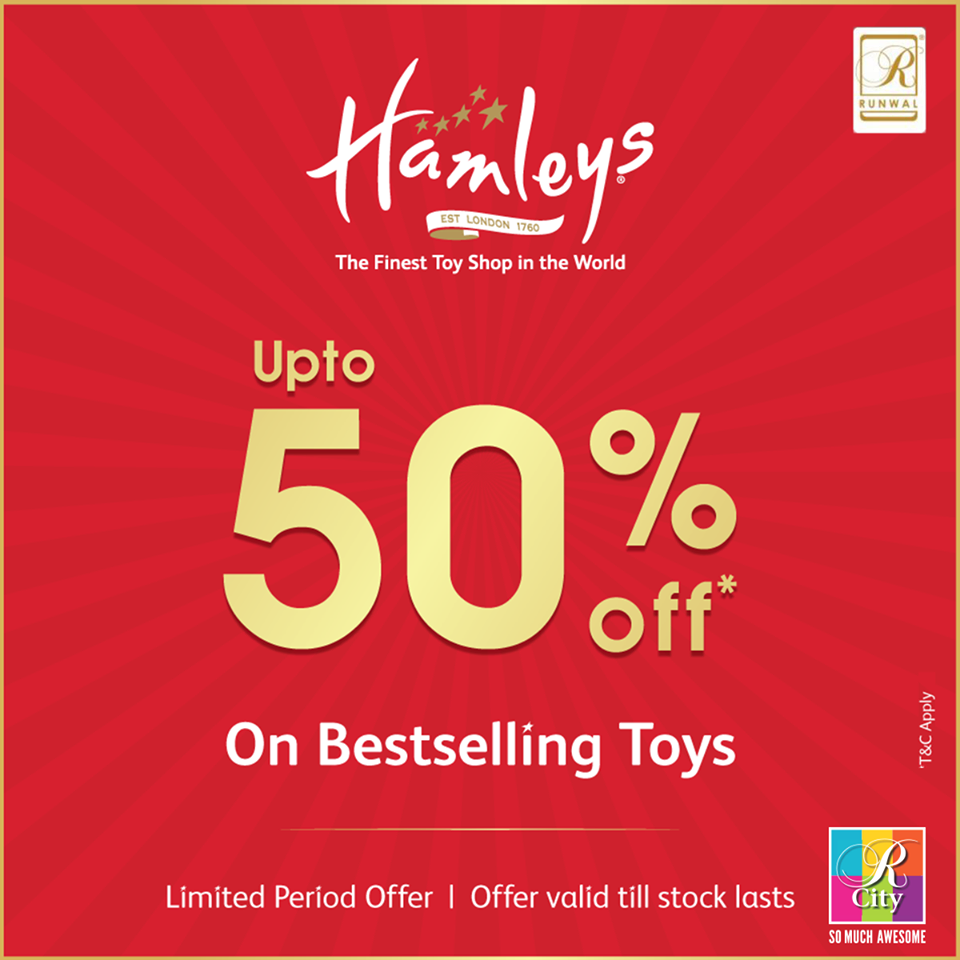 R
RUNWAL
Hamleys®
EST LONDON 1760
The Finest Toy Shop in the World
Upto
50%
off*
On Bestselling Toys
*T&C Apply
Limited Period Offer | Offer valid till stock lasts
R
City
SO MUCH AWESOME